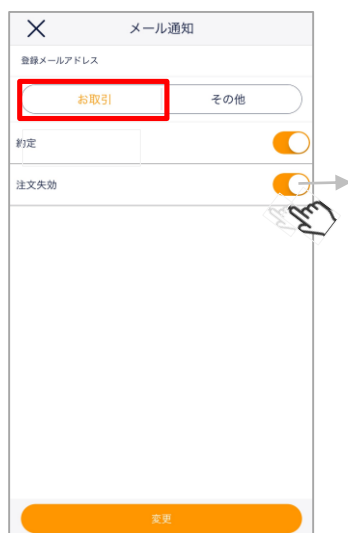 メール通知
登録メールアドレス
お取引 その他
約定
注文失効
変更